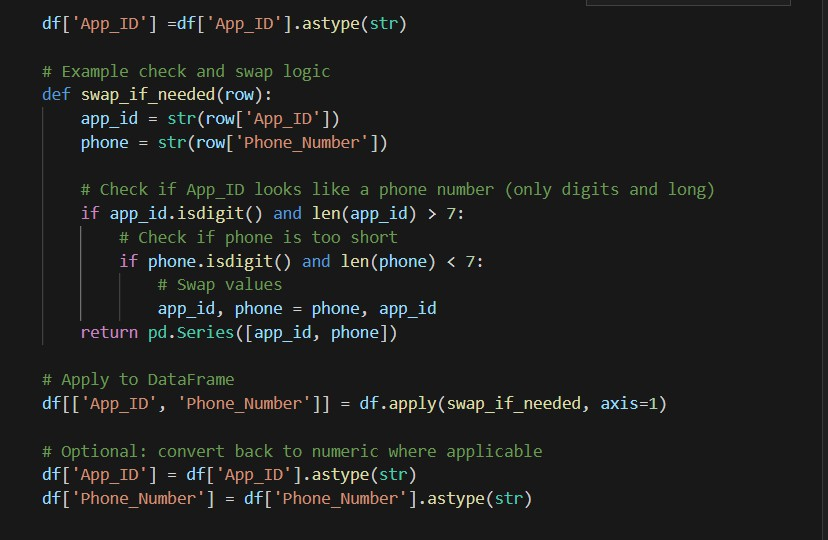 df['App_ID'] =df['App_ID'].astype(str)
# Example check and swap logic
def swap_if_needed(row):
    app_id = str(row['App_ID'])
    phone = str(row['Phone_Number'])
    # Check if App_ID looks like a phone number (only digits and long)
    if app_id.isdigit() and len(app_id) > 7:
        # Check if phone is too short
        if phone.isdigit() and len(phone) < 7:
            # Swap values
            app_id, phone = phone, app_id
    return pd.Series([app_id, phone])
# Apply to DataFrame
df[['App_ID', 'Phone_Number']] = df.apply(swap_if_needed, axis=1)
# Optional: convert back to numeric where applicable
df['App_ID'] = df['App_ID'].astype(str)
df['Phone_Number'] = df['Phone_Number'].astype(str)